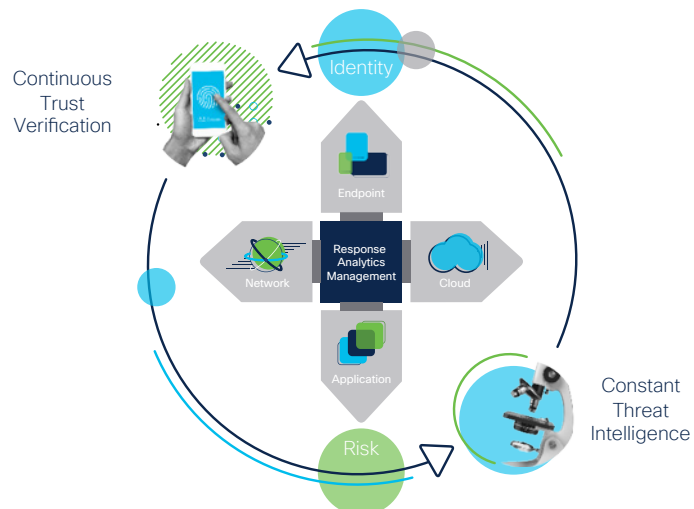 Identity
Continuous
Trust
Verification
Endpoint
Response
Analytics
Management
Network
Cloud
Application
Constant
Threat
Intelligence
Risk